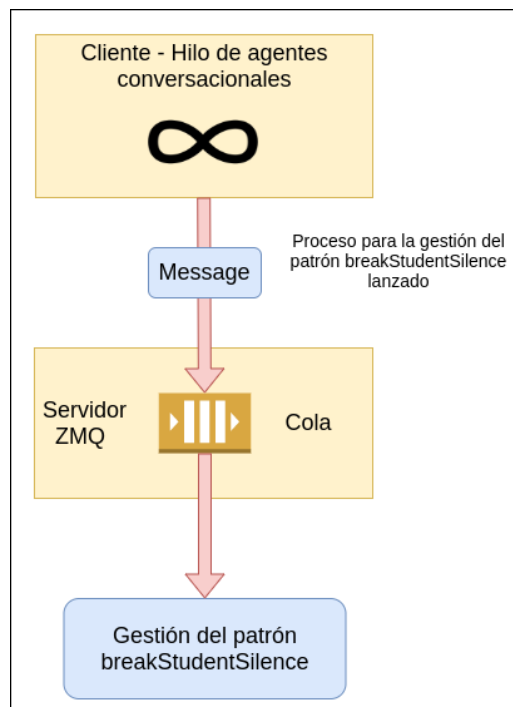 Cliente - Hilo de agentes
conversacionales
Message
Proceso para la gestión del
patrón breakStudentSilence
lanzado
Servidor
ZMQ
Cola
Gestión del patrón
breakStudentSilence